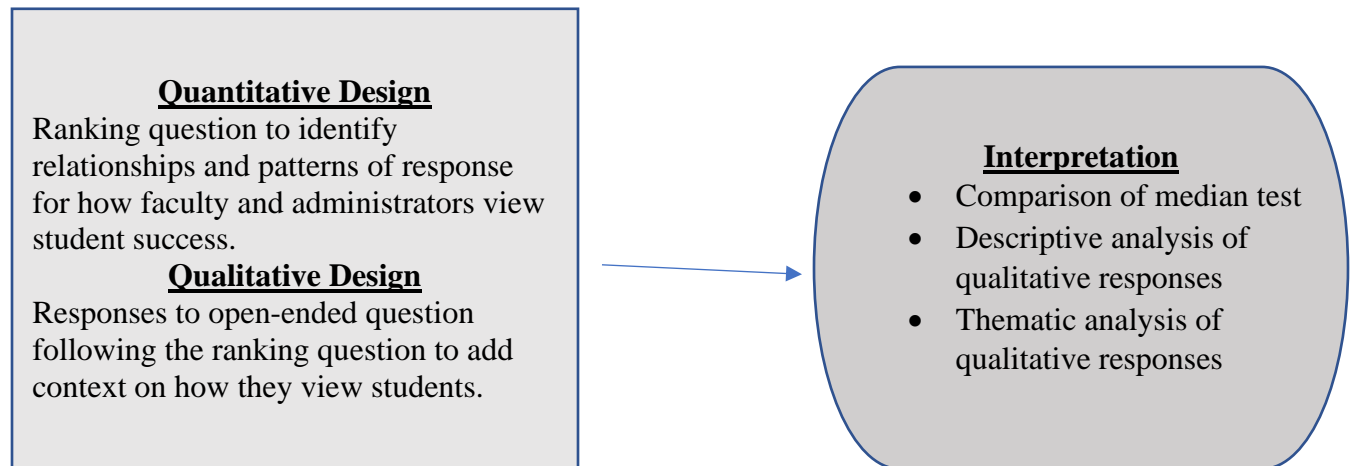 Quantitative Design
Ranking question to identify
relationships and patterns of response
for how faculty and administrators view
student success.
Qualitative Design
Responses to open-ended question
following the ranking question to add
context on how they view students.
Interpretation
• Comparison of median test
• Descriptive analysis of
qualitative responses
• Thematic analysis of
qualitative responses